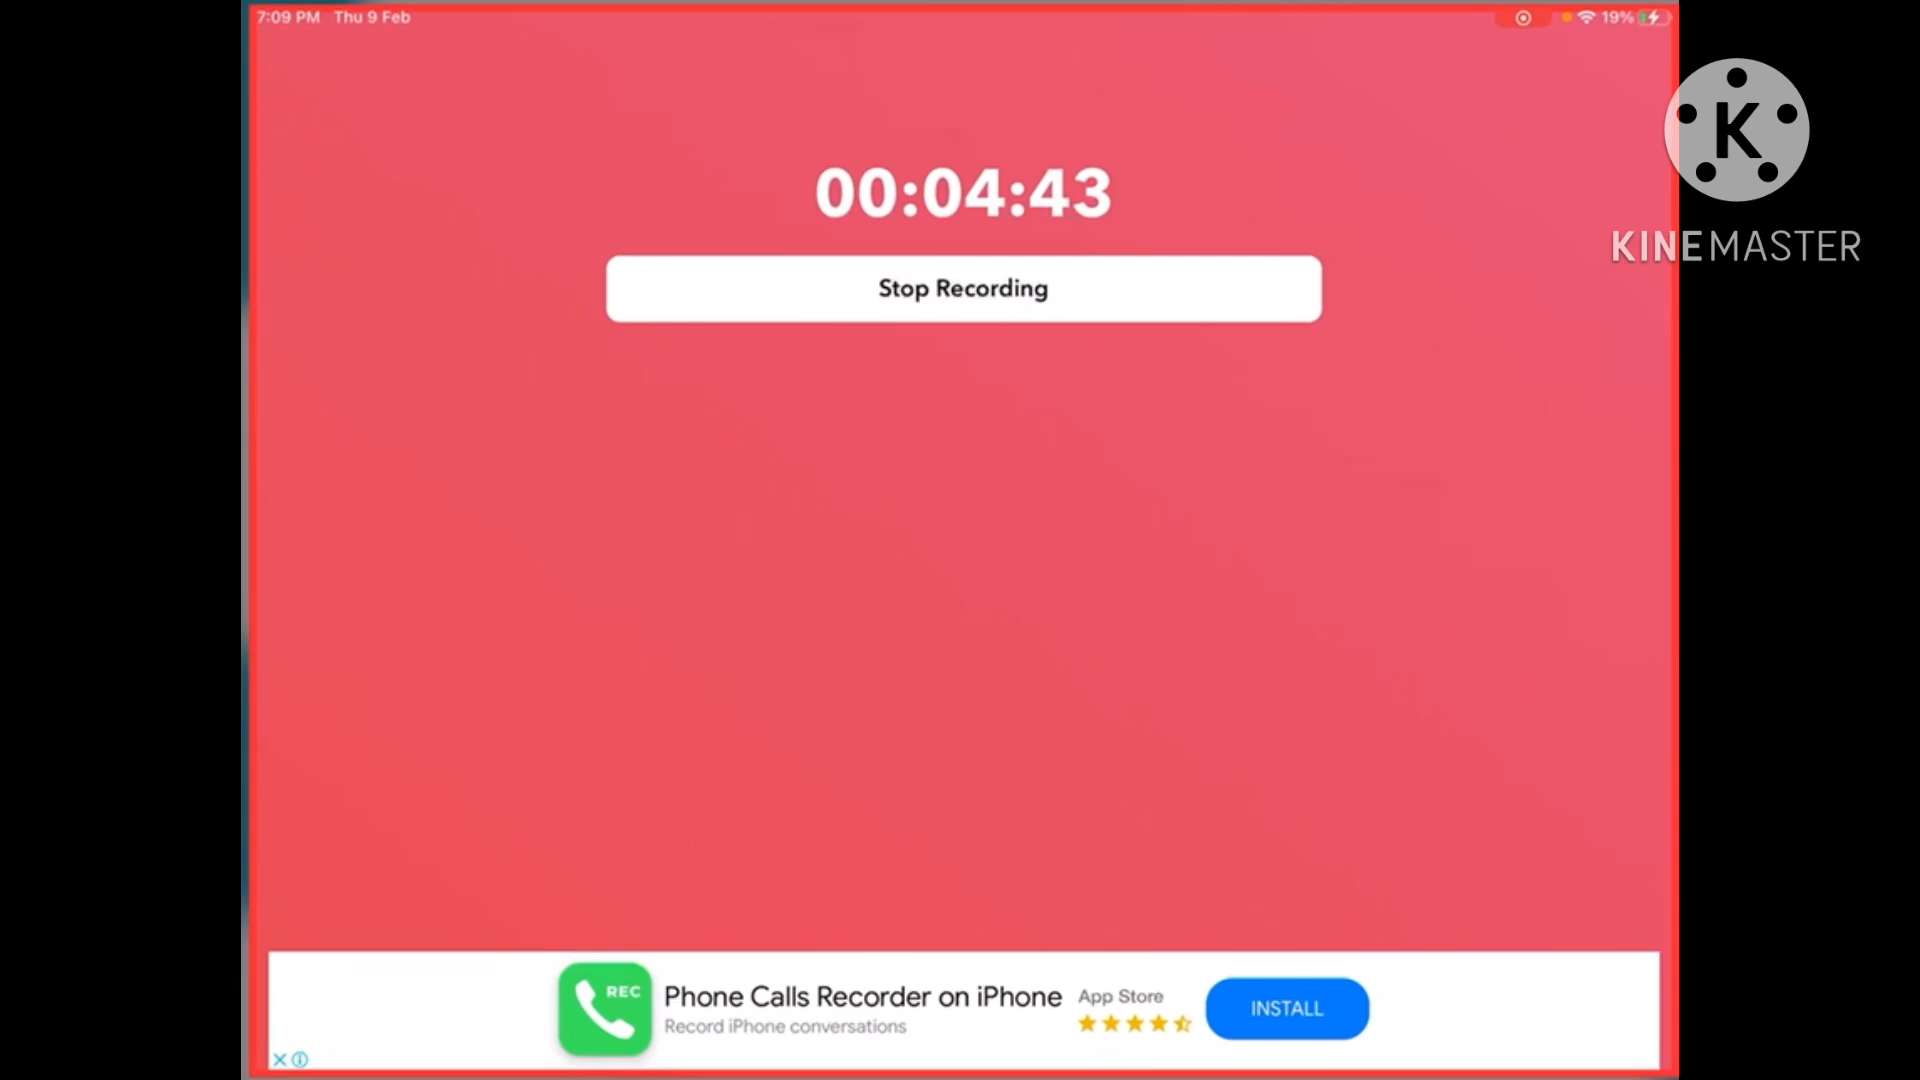 7:09 PM Thu 9 Feb
19%
K
KINEMASTER
00:04:43
Stop Recording
REC
Phone Calls Recorder on iPhone
App Store
Record iPhone conversations
INSTALL